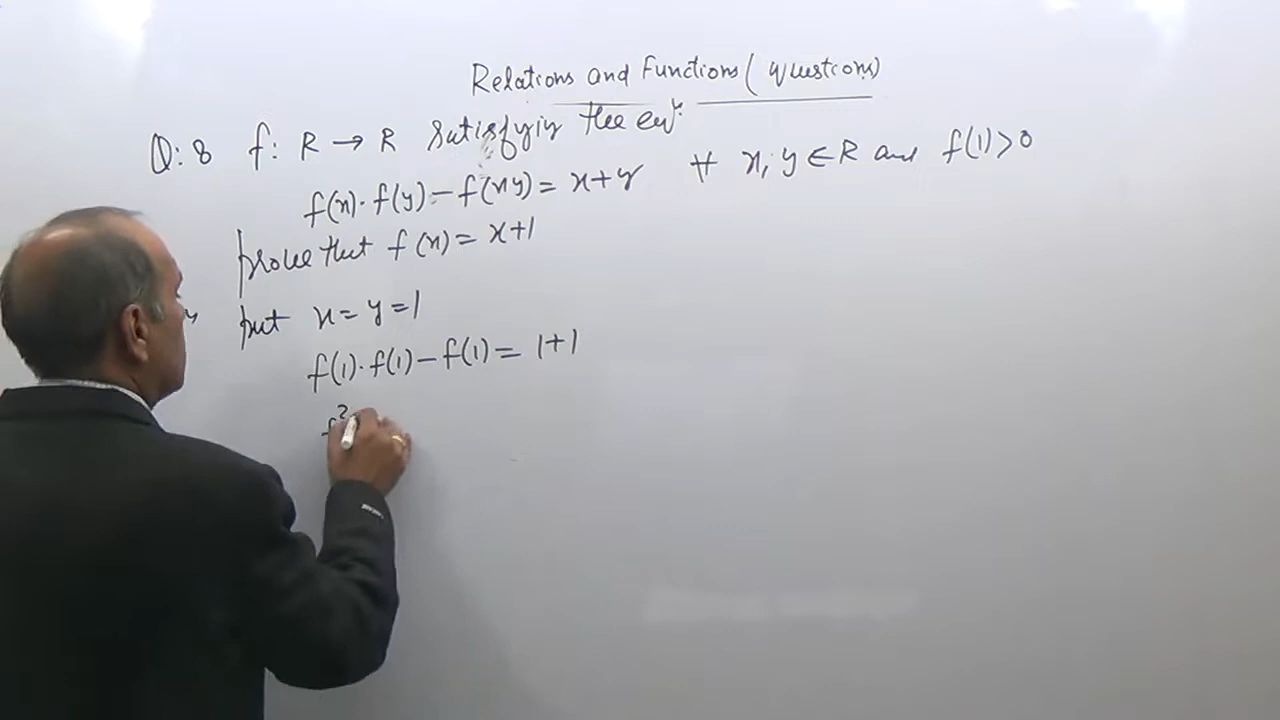 Relations and Functions (Questions)
Q: 8 f: R → R satisfying the eqⁿ
f(x)·f(y) - f(xy) = x+y ∀ x, y ∈ R and f(1)>0
prove that f(x) = x+1
put x = y = 1
f(1)·f(1) - f(1) = 1+1
f²